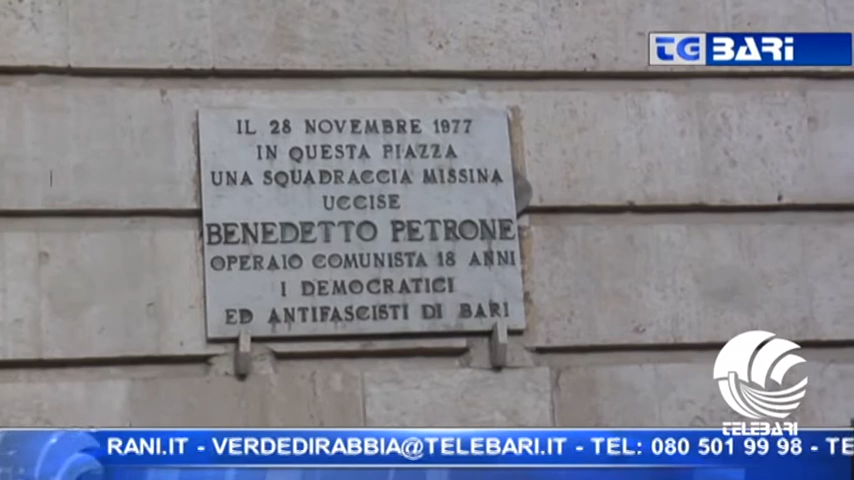 TG BARI
IL 28 NOVEMBRE 1977
IN QUESTA PIAZZA
UNA SQUADRACCIA MISSINA
UCCISE
BENEDETTO PETRONE
OPERAIO COMUNISTA 18 ANNI
I DEMOCRATICI
ED ANTIFASCISTI DI BARI
TELEBARI
RANI.IT - VERDEDIRABBIA@TELEBARI.IT - TEL: 080 501 99 98 - TE